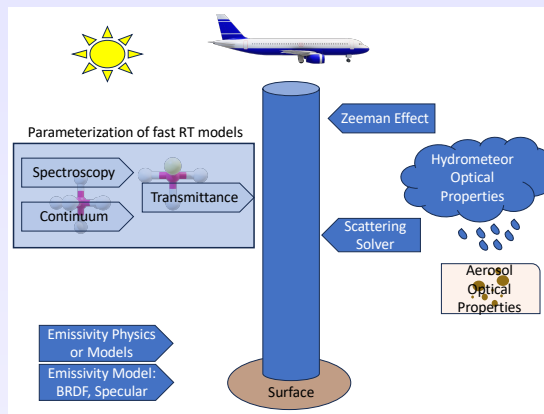 Zeeman Effect
Parameterization of fast RT models
Spectroscopy
Continuum
Transmittance
Hydrometeor
Optical
Properties
Scattering
Solver
Aerosol
Optical
Properties
Emissivity Physics
or Models
Emissivity Model:
BRDF, Specular
Surface